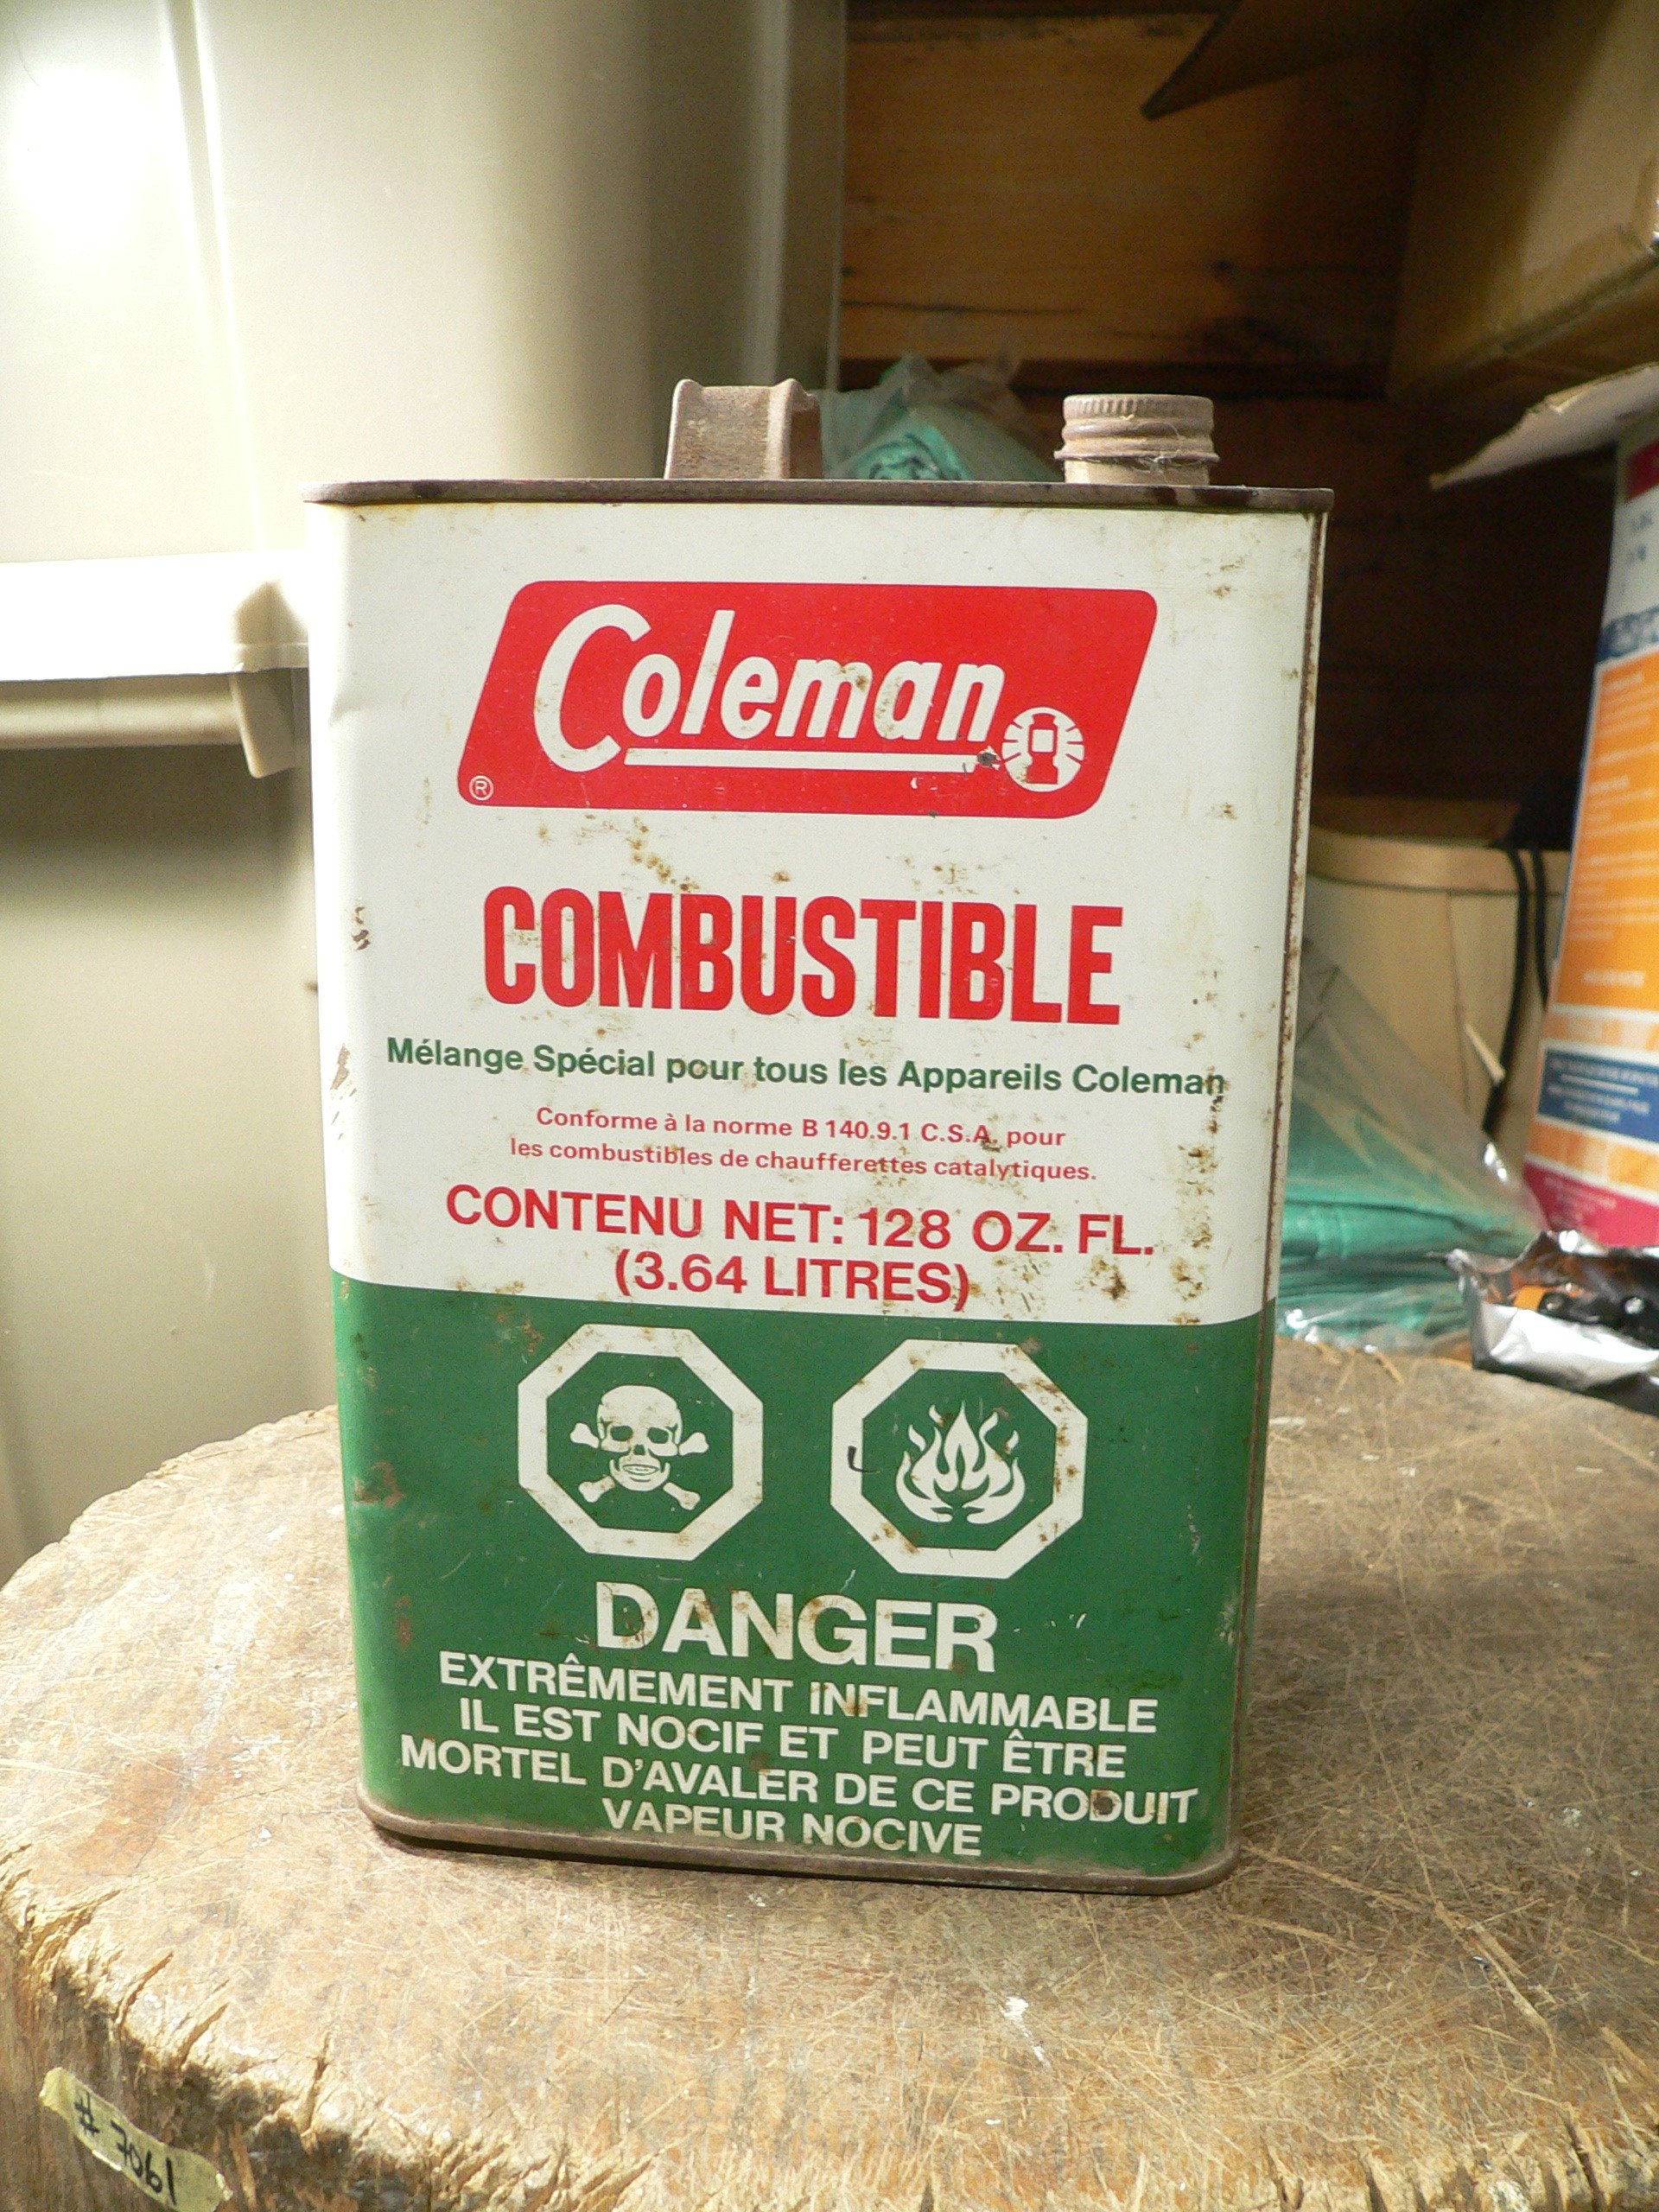 Coleman
®
COMBUSTIBLE
Mélange Spécial pour tous les Appareils Coleman
Conforme à la norme B 140.9.1 C.S.A. pour
les combustibles de chaufferettes catalytiques.
CONTENU NET: 128 OZ. FL.
(3.64 LITRES)
DANGER
EXTRÊMEMENT INFLAMMABLE
IL EST NOCIF ET PEUT ÊTRE
MORTEL D'AVALER DE CE PRODUIT
VAPEUR NOCIVE
# 7061